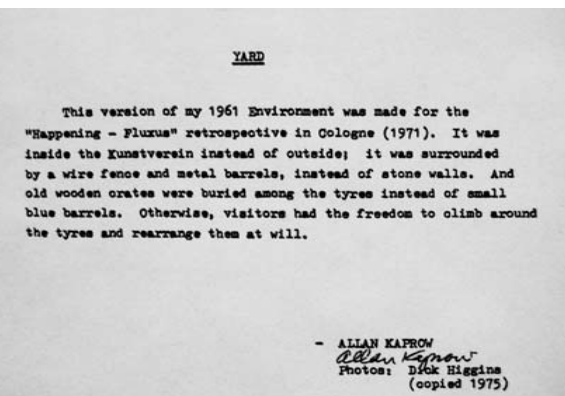 YARD
This version of my 1961 Environment was made for the
"Happening - Fluxus" retrospective in Cologne (1971). It was
inside the Kunstverein instead of outside; it was surrounded
by a wire fence and metal barrels, instead of stone walls. And
old wooden crates were buried among the tyres instead of small
blue barrels. Otherwise, visitors had the freedom to climb around
the tyres and rearrange them at will.
- ALLAN KAPROW
Allan Kaprow
Photos: Dick Higgins
(copied 1975)